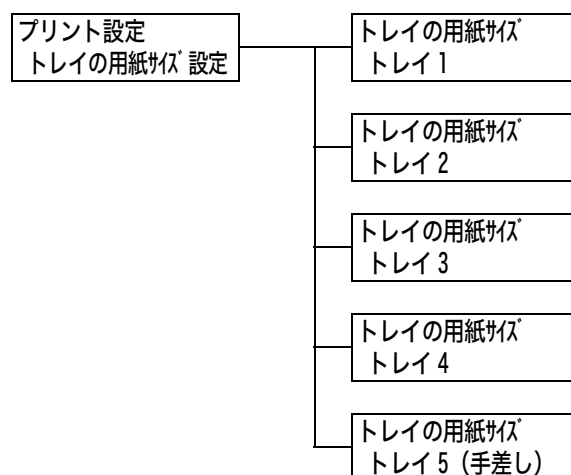 プリント設定
トレイの用紙ｻｲｽﾞ設定
トレイの用紙ｻｲｽﾞ
トレイ1
トレイの用紙ｻｲｽﾞ
トレイ2
トレイの用紙ｻｲｽﾞ
トレイ3
トレイの用紙ｻｲｽﾞ
トレイ4
トレイの用紙ｻｲｽﾞ
トレイ5（手差し）